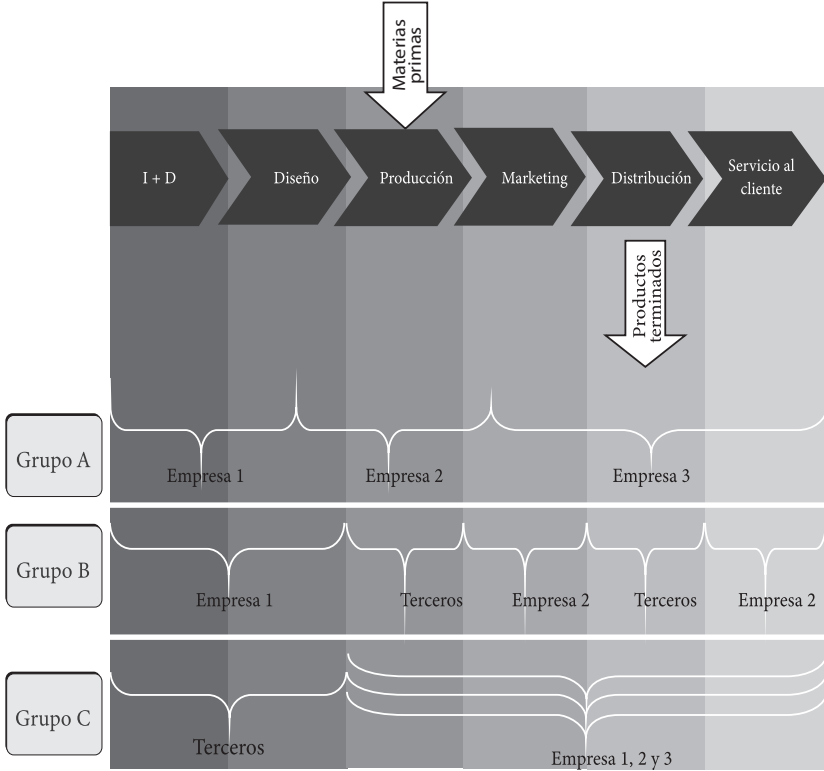 Materias
primas
I + D
Diseño
Producción
Marketing
Distribución
Servicio al
cliente
Productos
terminados
Grupo A
Empresa 1
Empresa 2
Empresa 3
Grupo B
Empresa 1
Terceros
Empresa 2
Terceros
Empresa 2
Grupo C
Terceros
Empresa 1, 2 y 3